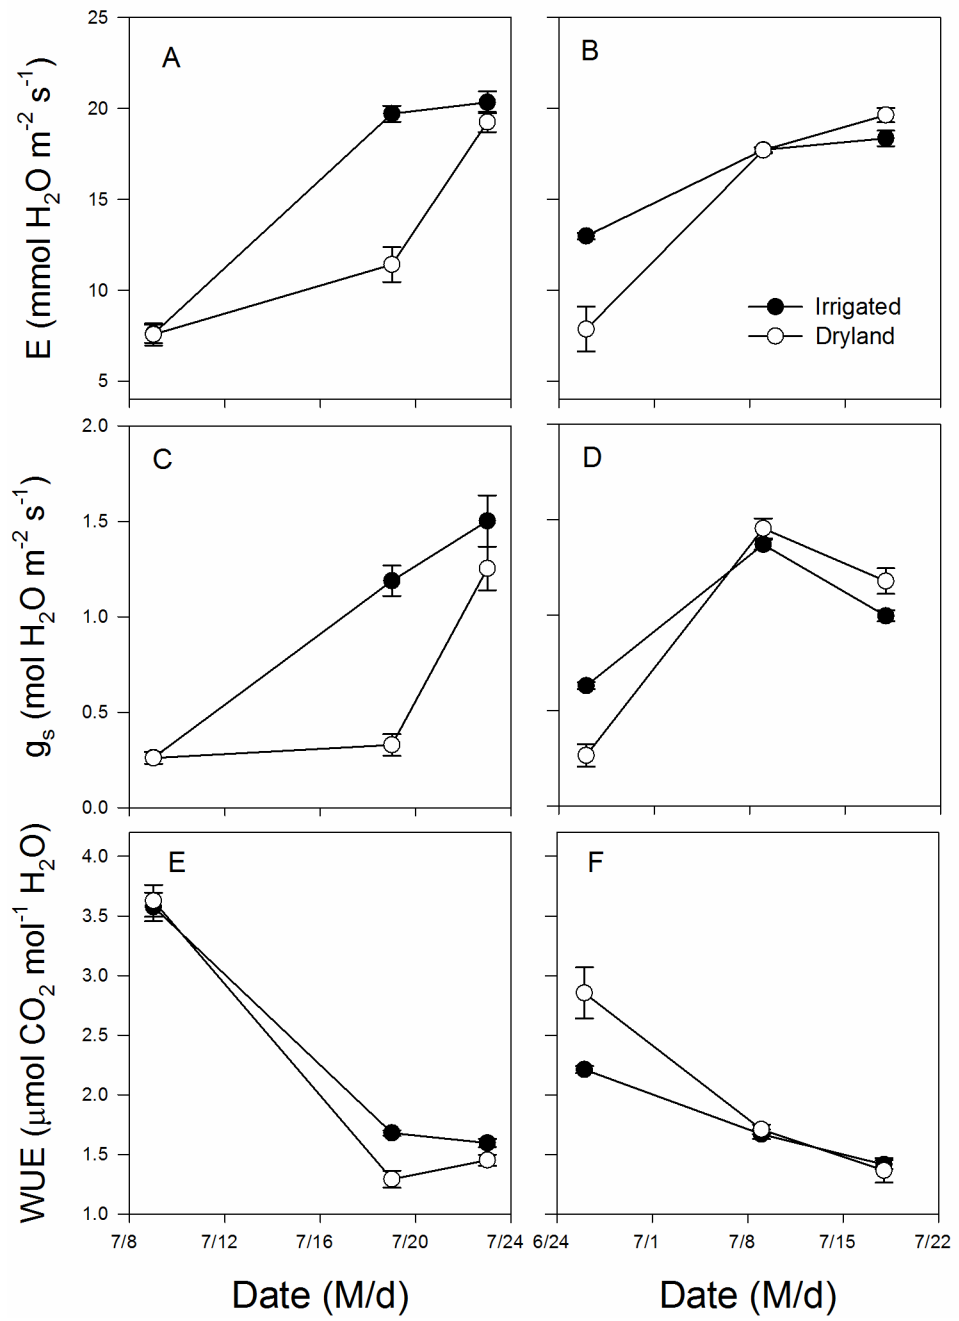 A
B
E (mmol H₂O m⁻² s⁻¹)
25
20
15
10
5
Irrigated
Dryland
C
D
gₛ (mol H₂O m⁻² s⁻¹)
2.0
1.5
1.0
0.5
0.0
E
F
WUE (μmol CO₂ mol⁻¹ H₂O)
4.0
3.5
3.0
2.5
2.0
1.5
1.0
7/8 7/12 7/16 7/20 7/24
6/24 7/1 7/8 7/15 7/22
Date (M/d)
Date (M/d)